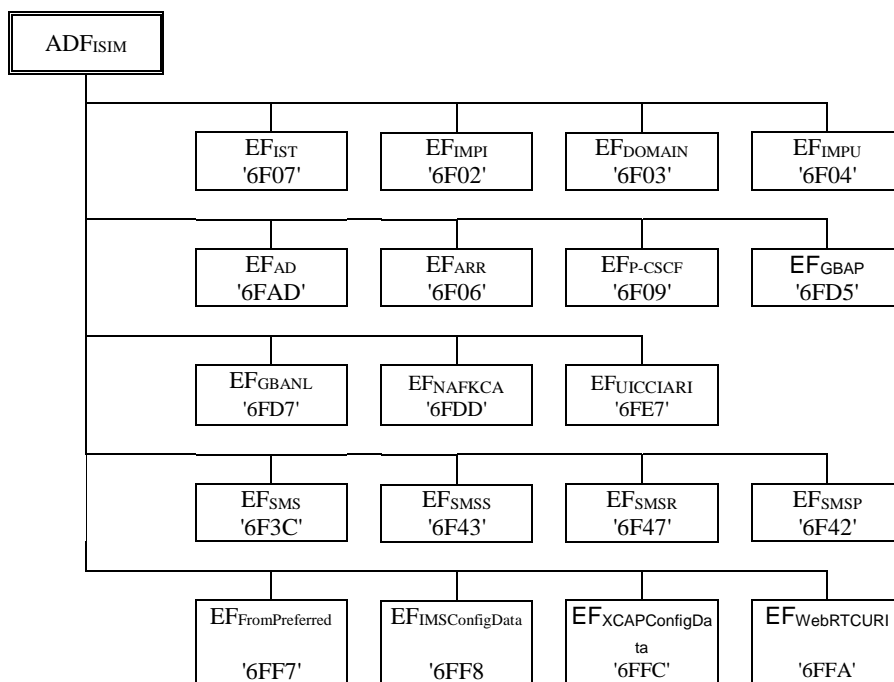 ADFISIM
EFIST EFIMPI EFDOMAIN EFIMPU
'6F07' '6F02' '6F03' '6F04'
EFAD EFARR EFP-CSCF EFGBAP
'6FAD' '6F06' '6F09' '6FD5'
EFGBANL EFNAFKCA EFUICCIARI
'6FD7' '6FDD' '6FE7'
EFSMS EFSMSS EFSMSR EFSMSP
'6F3C' '6F43' '6F47' '6F42'
EFFromPreferred EFIMSConfigData EFXCAPConfigDa EFWebRTCURI
ta
'6FF7' '6FF8 '6FFC' '6FFA'